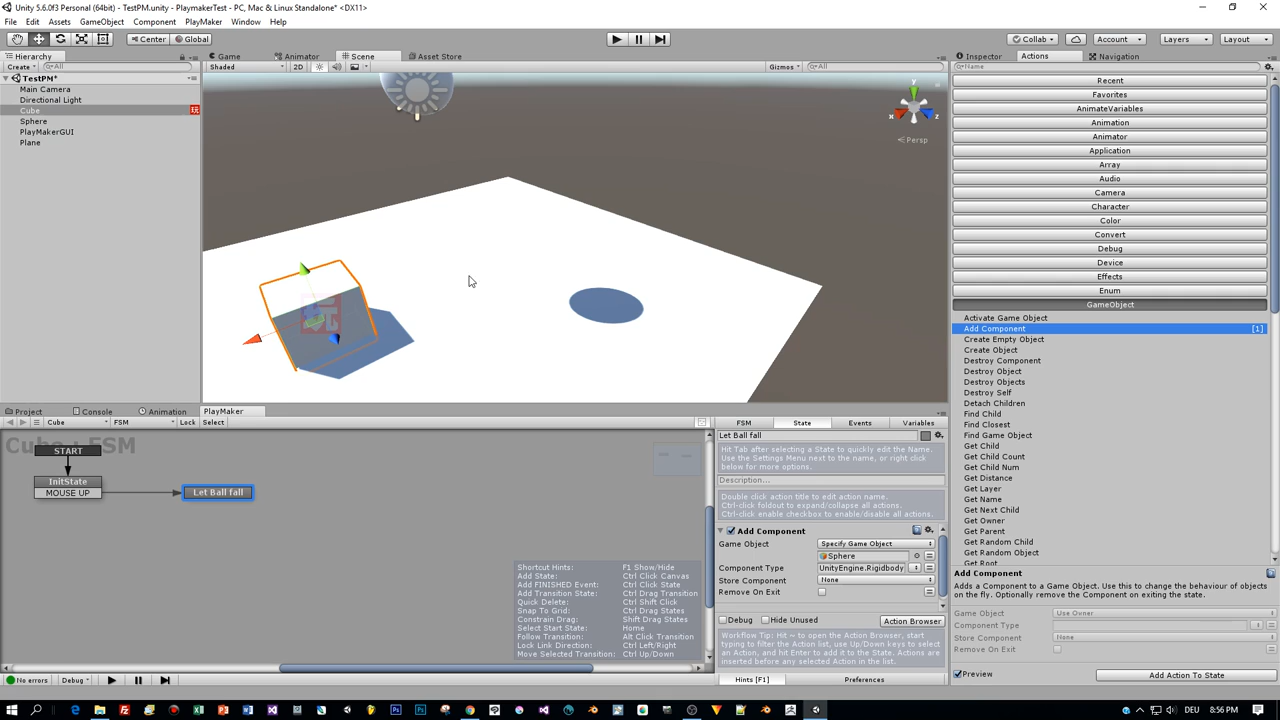 Unity 5.6.0f3 Personal (64bit) - TestPM.unity - PlaymakerTest - PC, Mac & Linux Standalone* <DX11>
File Edit Assets GameObject Component PlayMaker Window Help
Center Global Collab Account Layers Layout
Hierarchy Game Animator Scene Asset Store Inspector Actions Navigation
Create All Shaded 2D Gizmos All Name
TestPM*
Main Camera
Directional Light
Cube
Sphere
PlayMakerGUI
Plane
y
x
z
Persp
Recent
Favorites
AnimateVariables
Animation
Animator
Application
Array
Audio
Camera
Character
Color
Convert
Debug
Device
Effects
Enum
GameObject
Activate Game Object
Add Component [1]
Create Empty Object
Create Object
Destroy Component
Destroy Object
Destroy Objects
Destroy Self
Detach Children
Find Child
Find Closest
Find Game Object
Get Child
Get Child Count
Get Child Num
Get Distance
Get Layer
Get Name
Get Next Child
Get Owner
Get Parent
Get Random Child
Get Random Object
Get Root
Add Component
Adds a Component to a Game Object. Use this to change the behaviour of objects
on the fly. Optionally remove the Component on exiting the state.
Game Object Use Owner
Component Type
Store Component None
Remove On Exit
Preview Add Action To State
Project Console Animation PlayMaker
Cube FSM Lock Select
Cube : FSM
START
InitState
MOUSE UP
Let Ball fall
Shortcut Hints: F1 Show/Hide
Add State: Ctrl Click Canvas
Add FINISHED Event: Ctrl Click State
Add Transition State: Ctrl Drag Transition
Quick Delete: Ctrl Shift Click
Snap To Grid: Ctrl Drag States
Constrain Drag: Shift Drag States
Select Start State: Home
Follow Transition: Alt Click Transition
Lock Link Direction: Ctrl Left/Right
Move Selected Transition: Ctrl Up/Down
No errors Debug
FSM State Events Variables
Let Ball fall
Hit Tab after selecting a State to quickly edit the Name.
Use the Settings Menu next to the name, or right click
below for more options.
Description...
Double click action title to edit action name.
Ctrl-click foldout to expand/collapse all actions.
Ctrl-click enable checkbox to enable/disable all actions.
Add Component
Game Object Specify Game Object
Sphere
Component Type UnityEngine.Rigidbody
Store Component None
Remove On Exit
Debug Hide Unused Action Browser
Workflow Tip: Hit ~ to open the Action Browser, start
typing to filter the Action list, use Up/Down keys to select
an Action, and hit Enter to add it to the State. Actions are
inserted before any selected Action in the list.
Hints [F1] Preferences
DEU 8:56 PM